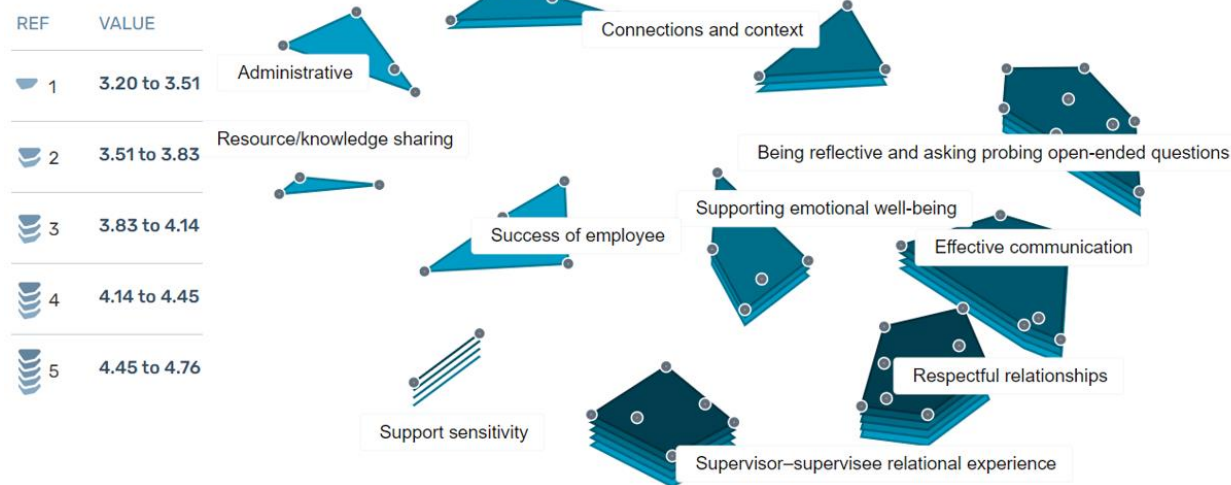 REF VALUE
1 3.20 to 3.51
2 3.51 to 3.83
3 3.83 to 4.14
4 4.14 to 4.45
5 4.45 to 4.76
Connections and context
Administrative
Resource/knowledge sharing
Being reflective and asking probing open-ended questions
Supporting emotional well-being
Success of employee
Effective communication
Respectful relationships
Support sensitivity
Supervisor–supervisee relational experience